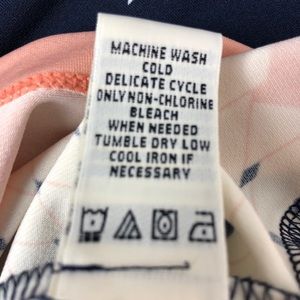 MACHINE WASH
COLD
DELICATE CYCLE
ONLY NON-CHLORINE
BLEACH
WHEN NEEDED
TUMBLE DRY LOW
COOL IRON IF
NECESSARY